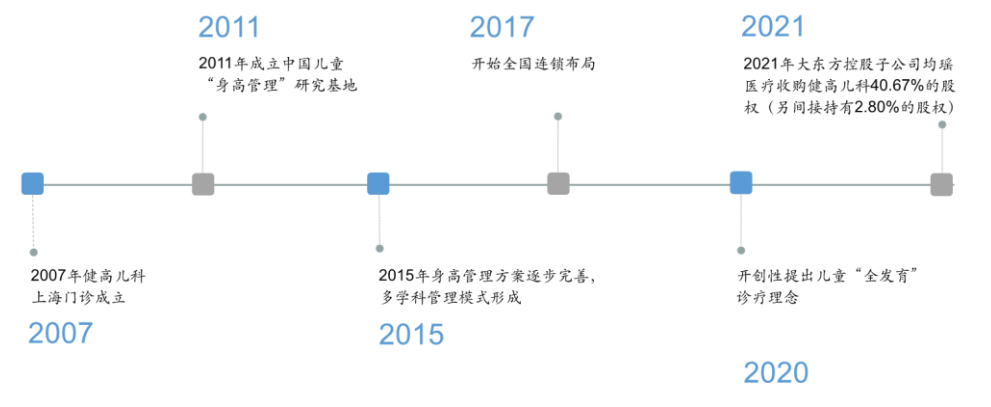 2011
2011年成立中国儿童
“身高管理”研究基地
2017
开始全国连锁布局
2021
2021年大东方控股子公司均瑶
医疗收购健高儿科40.67%的股
权（另间接持有2.80%的股权）
2007年健高儿科
上海门诊成立
2007
2015年身高管理方案逐步完善，
多学科管理模式形成
2015
开创性提出儿童“全发育”
诊疗理念
2020